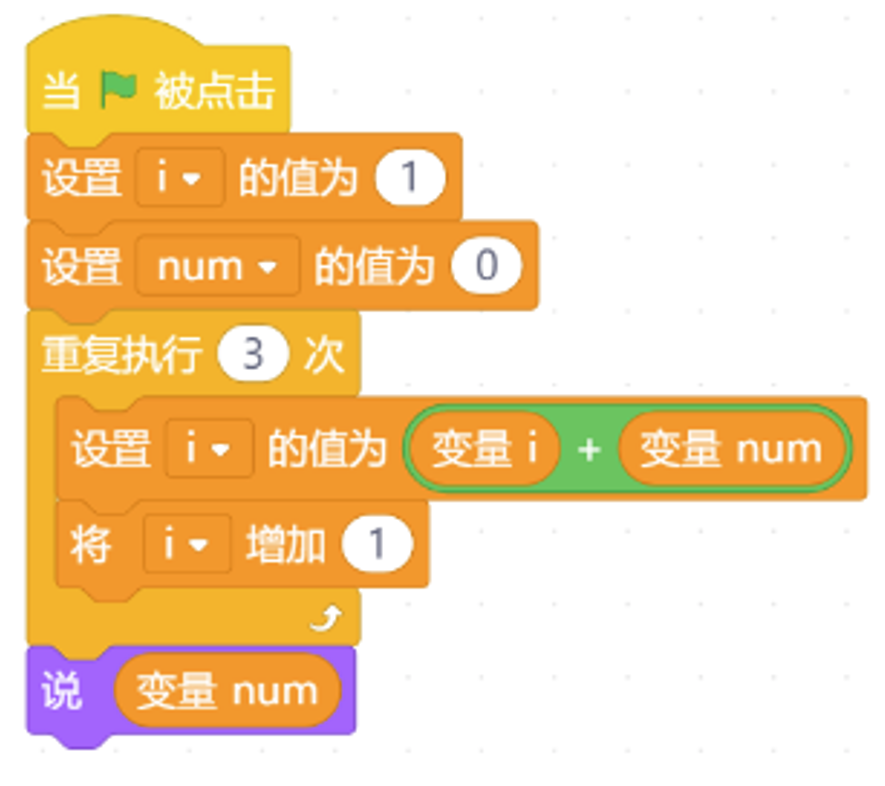 当 被点击
设置 i 的值为 1
设置 num 的值为 0
重复执行 3 次
设置 i 的值为 变量 i + 变量 num
将 i 增加 1
说 变量 num